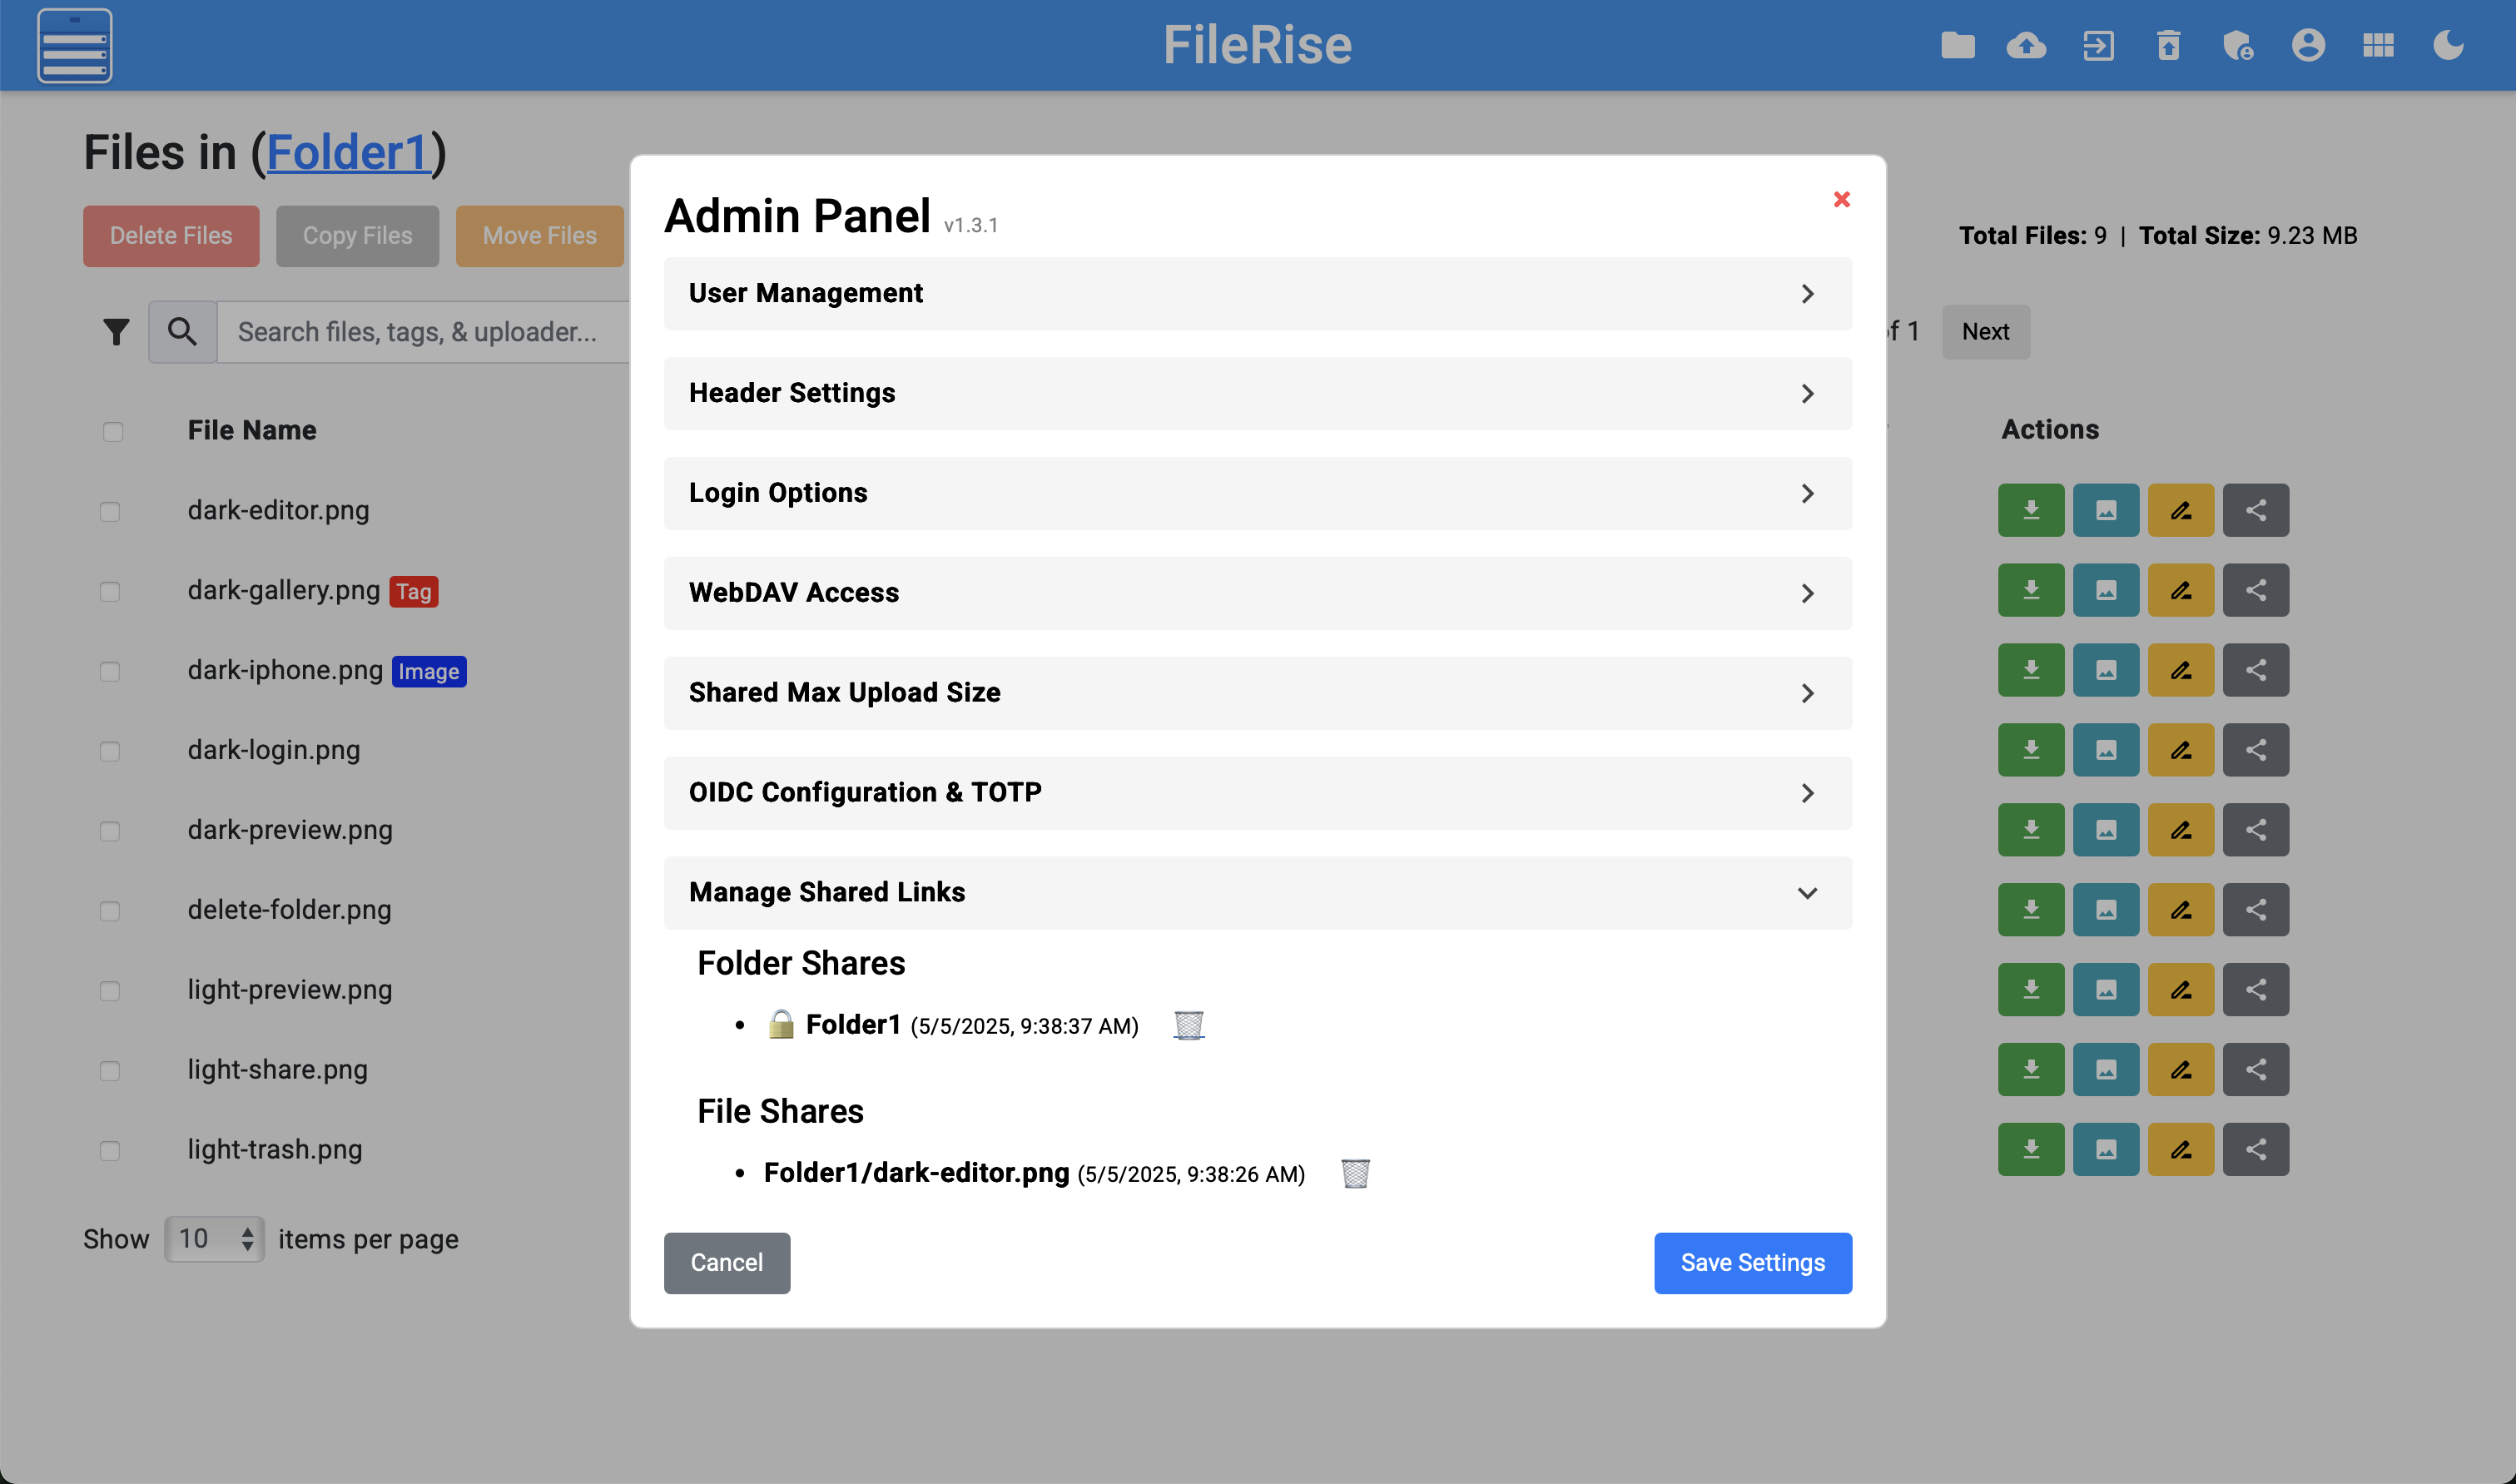 FileRise
Files in (Folder1)
Delete Files
Copy Files
Move Files
Total Files: 9 | Total Size: 9.23 MB
Search files, tags, & uploader...
of 1
Next
File Name
Actions
dark-editor.png
dark-gallery.png Tag
dark-iphone.png Image
dark-login.png
dark-preview.png
delete-folder.png
light-preview.png
light-share.png
light-trash.png
Show 10 items per page
Admin Panel v1.3.1
User Management
Header Settings
Login Options
WebDAV Access
Shared Max Upload Size
OIDC Configuration & TOTP
Manage Shared Links
Folder Shares
• Folder1 (5/5/2025, 9:38:37 AM)
File Shares
• Folder1/dark-editor.png (5/5/2025, 9:38:26 AM)
Cancel
Save Settings